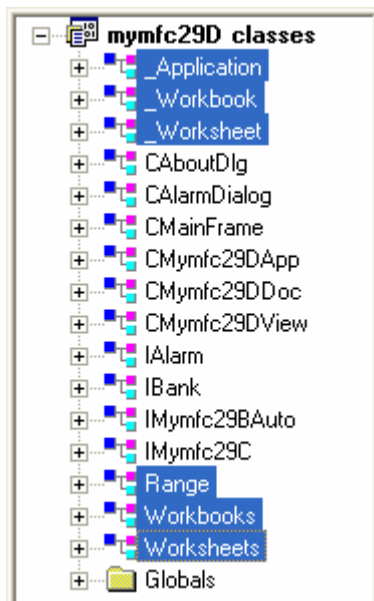 mymfc29D classes
_Application
_Workbook
_Worksheet
CAboutDlg
CAlarmDialog
CMainFrame
CMymfc29DApp
CMymfc29DDoc
CMymfc29DView
IAlarm
IBank
IMymfc29BAuto
IMymfc29C
Range
Workbooks
Worksheets
Globals